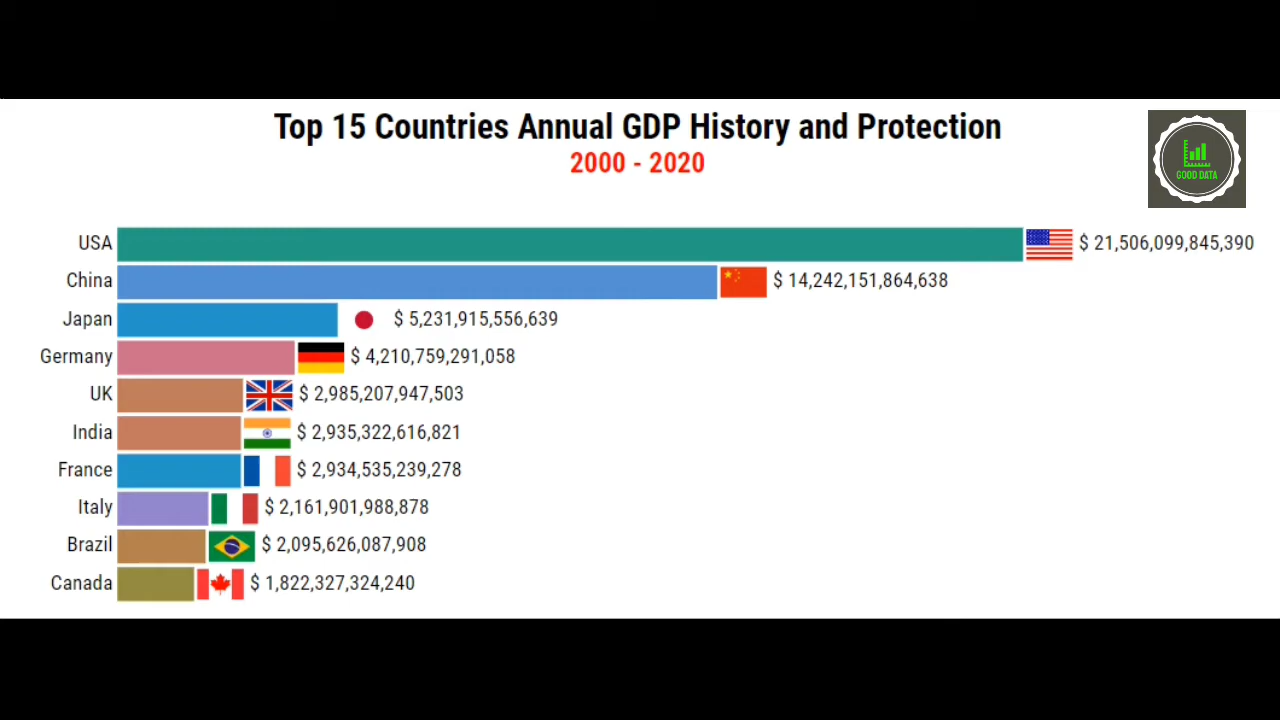 Top 15 Countries Annual GDP History and Protection
2000 - 2020
GOOD DATA
USA $ 21,506,099,845,390
China $ 14,242,151,864,638
Japan $ 5,231,915,556,639
Germany $ 4,210,759,291,058
UK $ 2,985,207,947,503
India $ 2,935,322,616,821
France $ 2,934,535,239,278
Italy $ 2,161,901,988,878
Brazil $ 2,095,626,087,908
Canada $ 1,822,327,324,240